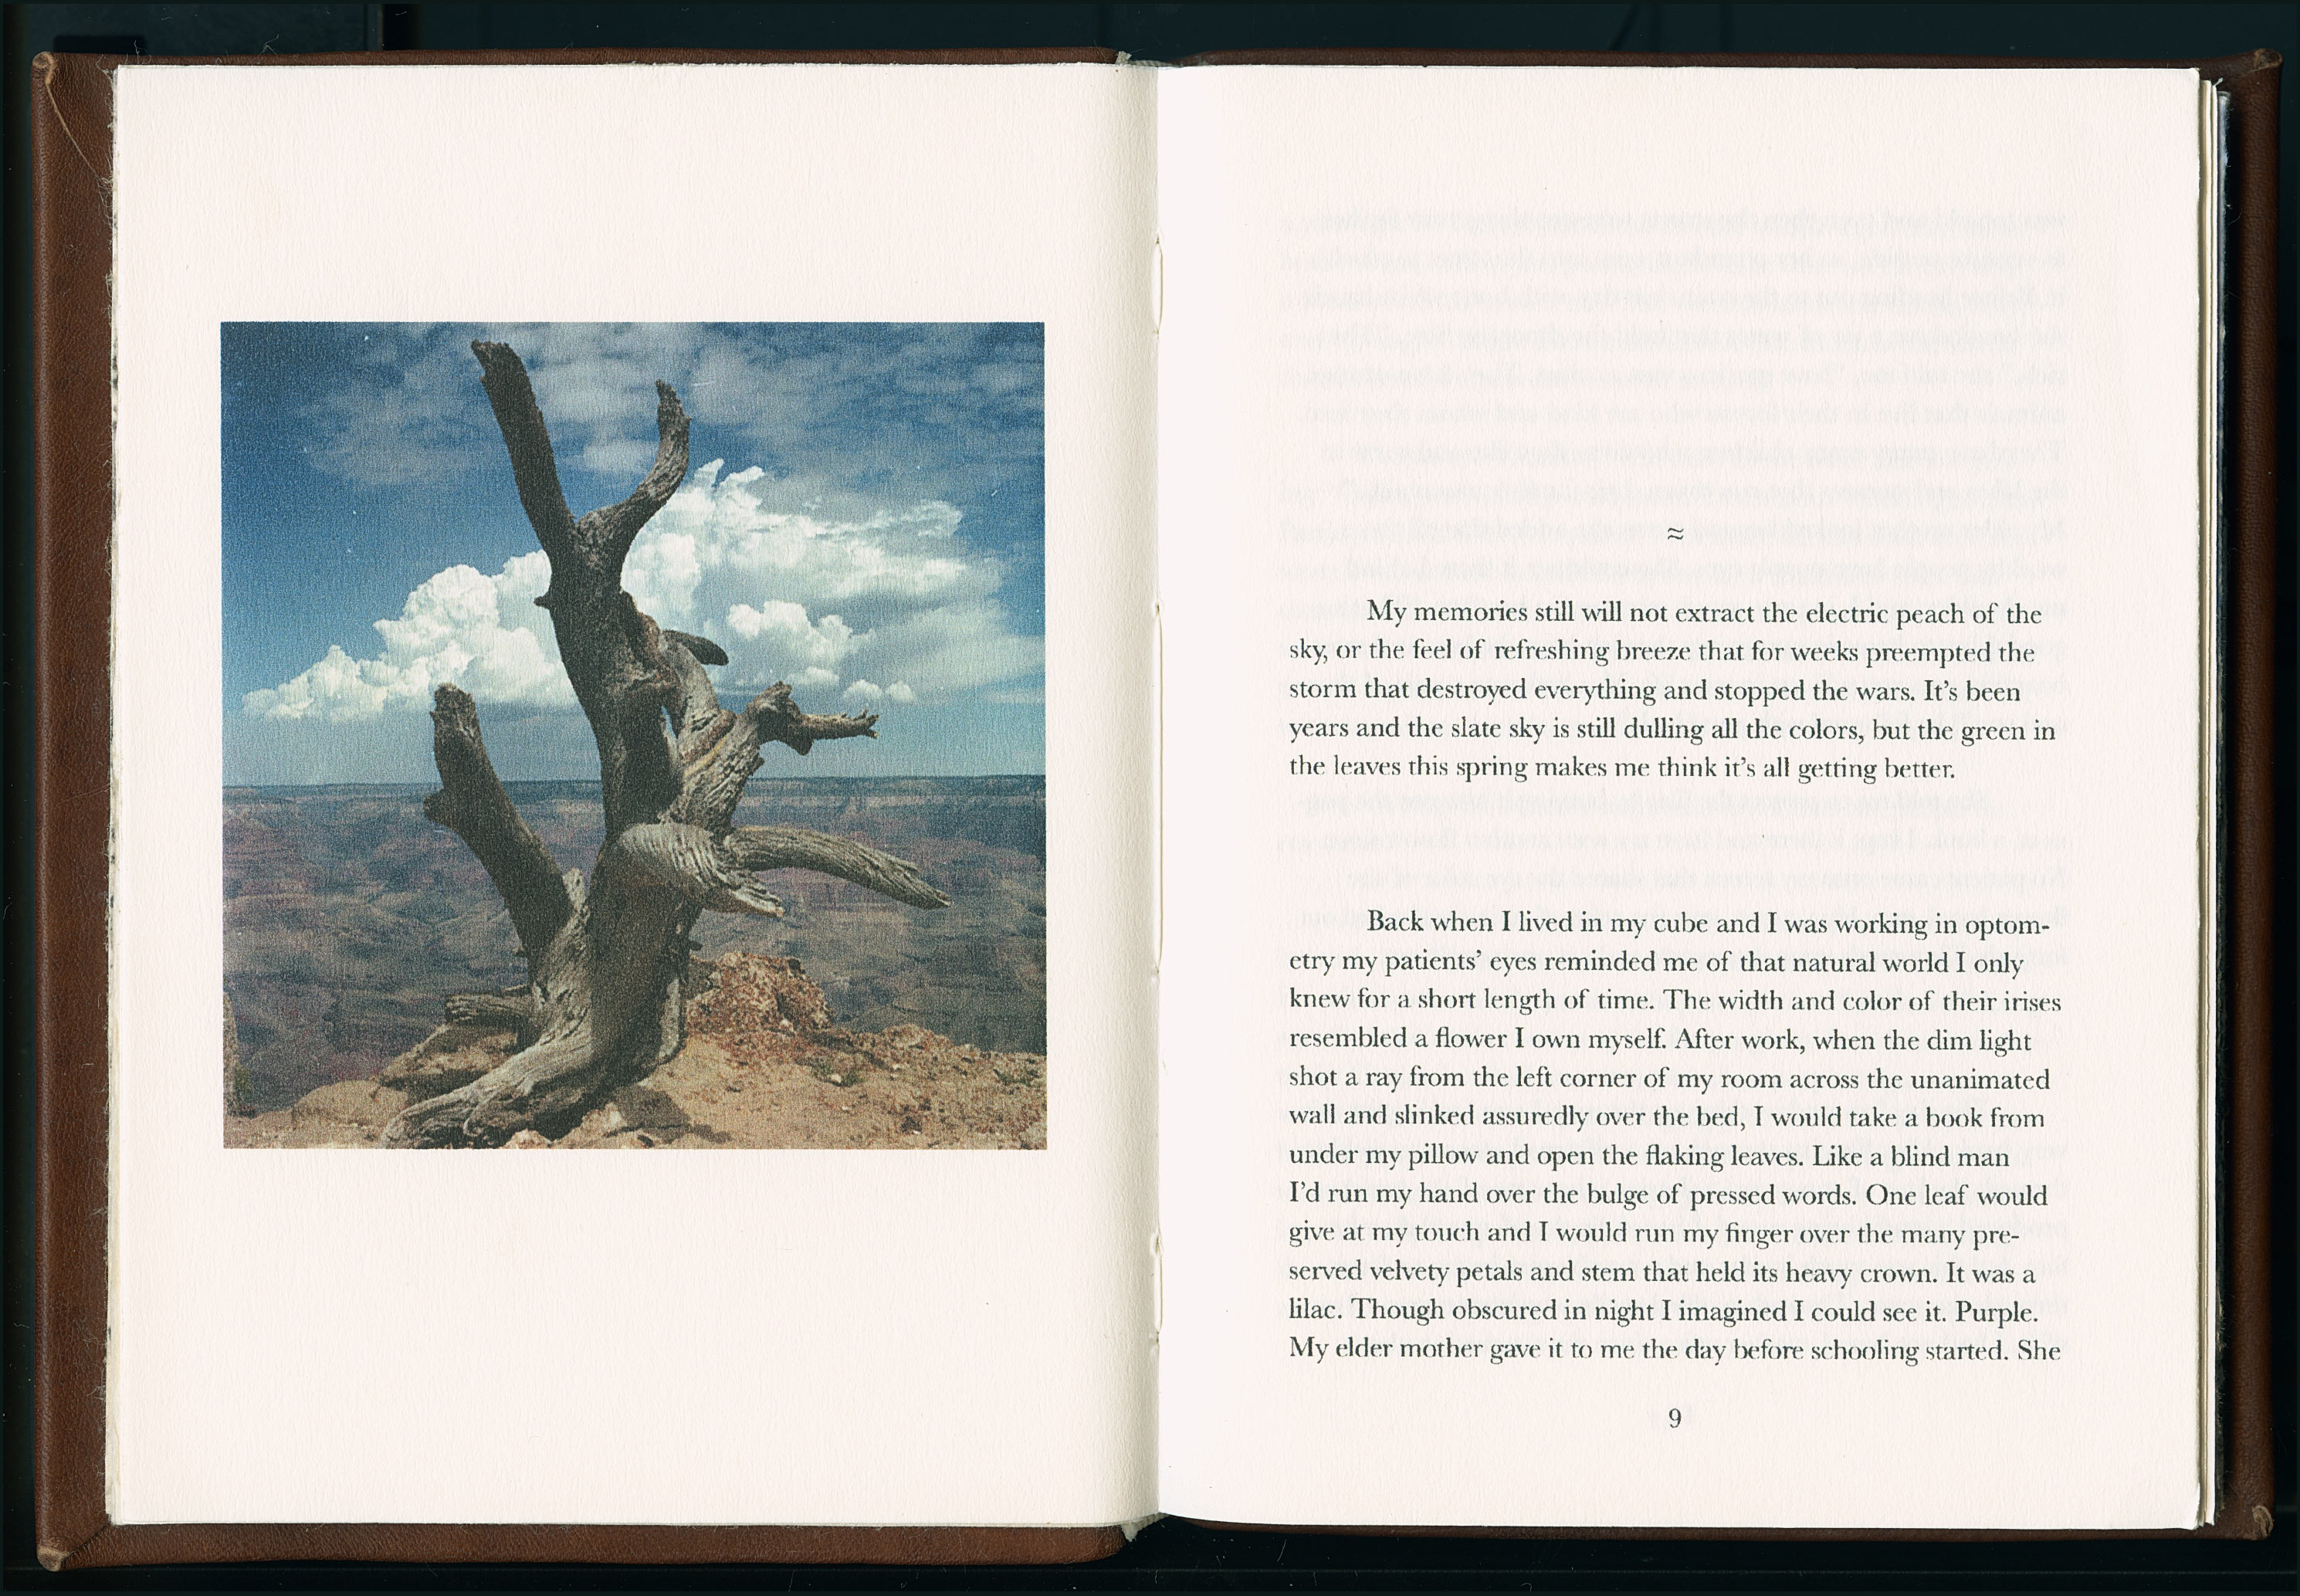 ≈
My memories still will not extract the electric peach of the
sky, or the feel of refreshing breeze that for weeks preempted the
storm that destroyed everything and stopped the wars. It’s been
years and the slate sky is still dulling all the colors, but the green in
the leaves this spring makes me think it’s all getting better.
Back when I lived in my cube and I was working in optom-
etry my patients’ eyes reminded me of that natural world I only
knew for a short length of time. The width and color of their irises
resembled a flower I own myself. After work, when the dim light
shot a ray from the left corner of my room across the unanimated
wall and slinked assuredly over the bed, I would take a book from
under my pillow and open the flaking leaves. Like a blind man
I’d run my hand over the bulge of pressed words. One leaf would
give at my touch and I would run my finger over the many pre-
served velvety petals and stem that held its heavy crown. It was a
lilac. Though obscured in night I imagined I could see it. Purple.
My elder mother gave it to me the day before schooling started. She
9